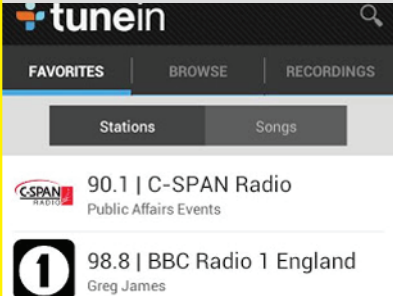 tunein
FAVORITES BROWSE RECORDINGS
Stations Songs
C-SPAN
RADIO
90.1 | C-SPAN Radio
Public Affairs Events
1
98.8 | BBC Radio 1 England
Greg James